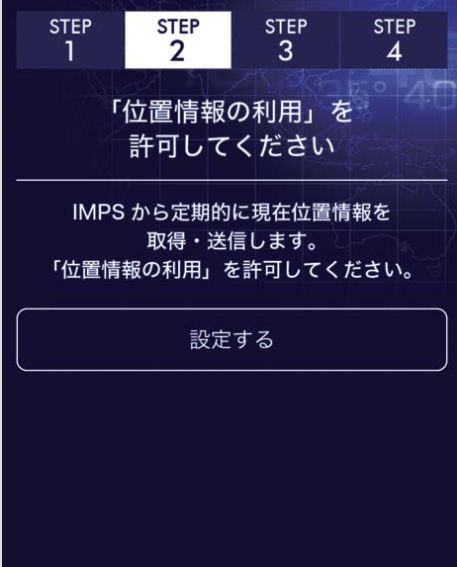 STEP 1
STEP 2
STEP 3
STEP 4
5° 40
「位置情報の利用」を
許可してください
IMPS から定期的に現在位置情報を
取得・送信します。
「位置情報の利用」を許可してください。
設定する